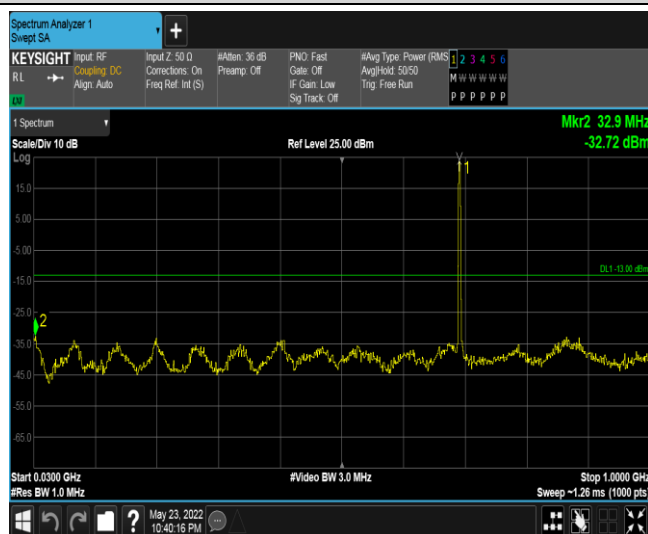 Spectrum Analyzer 1
Swept SA
+
KEYSIGHT
RL
Input: RF
Coupling: DC
Align: Auto
Input Z: 50 Ω
Corrections: On
Freq Ref: Int (S)
#Atten: 36 dB
Preamp: Off
PNO: Fast
Gate: Off
IF Gain: Low
Sig Track: Off
#Avg Type: Power (RMS
Avg|Hold: 50/50
Trig: Free Run
1 2 3 4 5 6
M W W W W W
P P P P P P
1 Spectrum
Scale/Div 10 dB
Ref Level 25.00 dBm
Mkr2 32.9 MHz
-32.72 dBm
Log
15.0
5.00
-5.00
-15.0
-25.0
-35.0
-45.0
-55.0
-65.0
1
2
DL1 -13.00 dBm
Start 0.0300 GHz
#Res BW 1.0 MHz
#Video BW 3.0 MHz
Stop 1.0000 GHz
Sweep ~1.26 ms (1000 pts)
?
May 23, 2022
10:40:16 PM